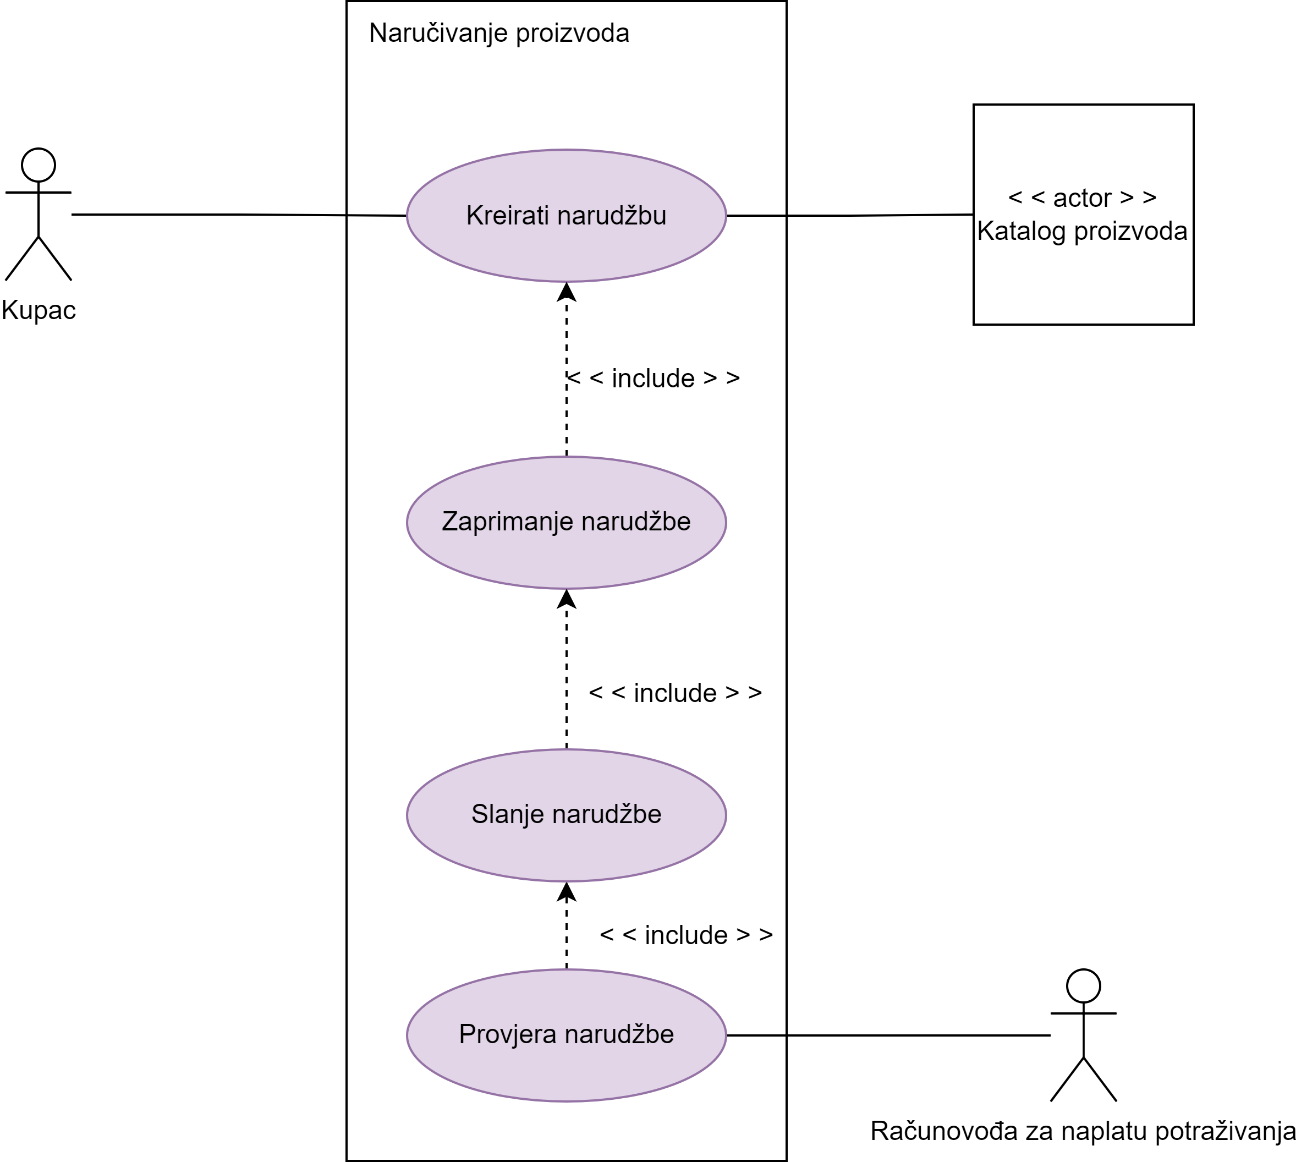 Naručivanje proizvoda
Kupac
Kreirati narudžbu
< < actor > >
Katalog proizvoda
< < include > >
Zaprimanje narudžbe
< < include > >
Slanje narudžbe
< < include > >
Provjera narudžbe
Računovođa za naplatu potraživanja